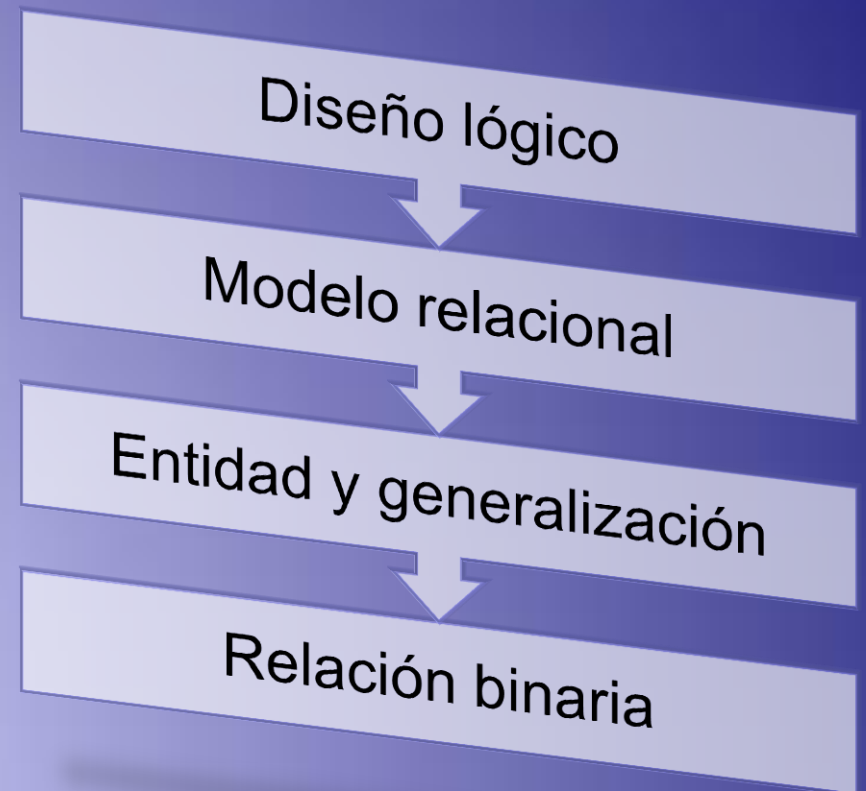 Diseño lógico
Modelo relacional
Entidad y generalización
Relación binaria